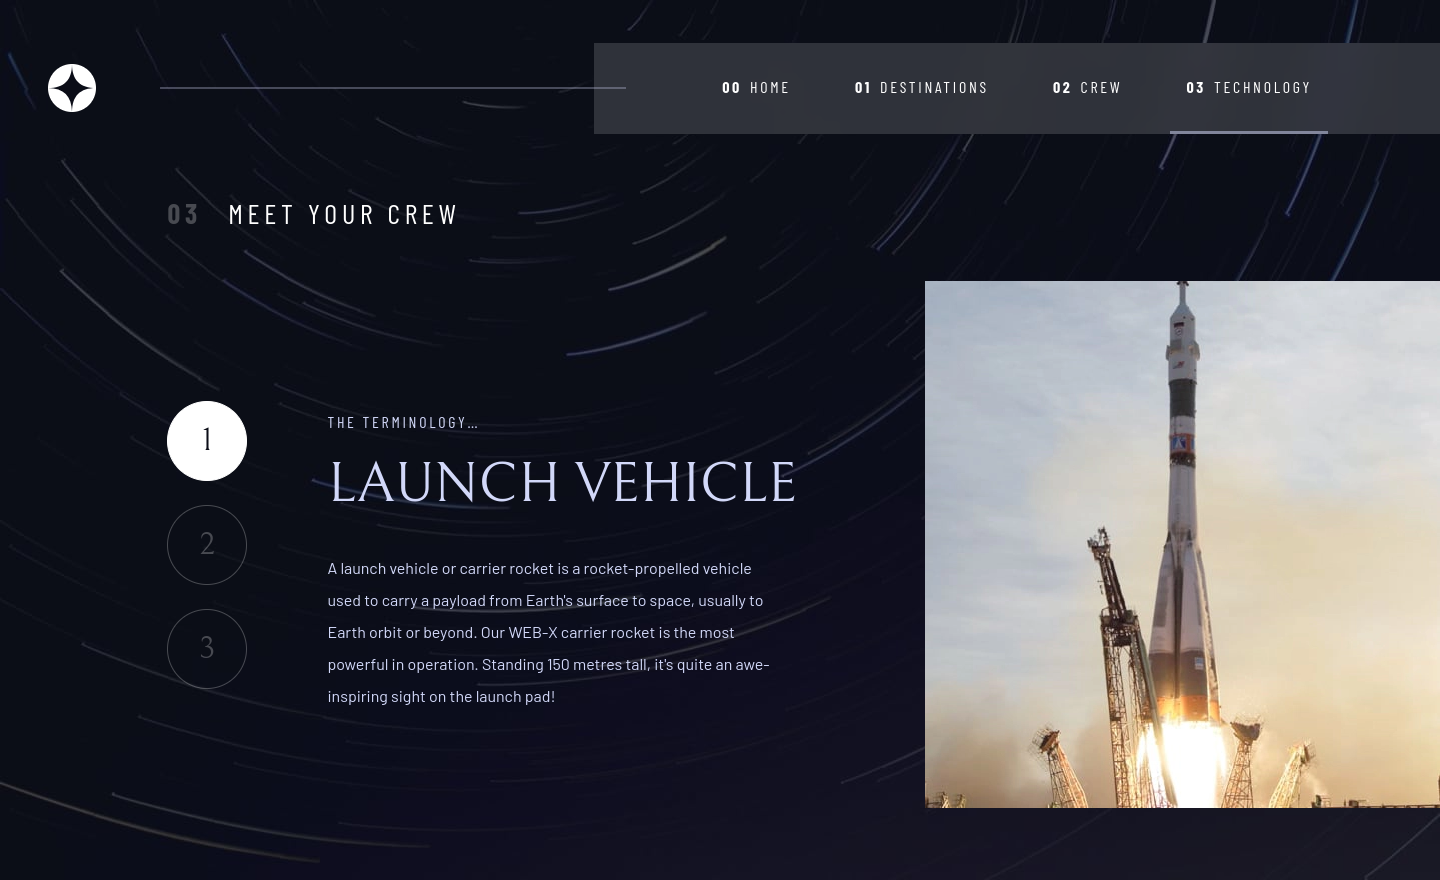 00 HOME
01 DESTINATIONS
02 CREW
03 TECHNOLOGY
03 MEET YOUR CREW
1
2
3
THE TERMINOLOGY...
LAUNCH VEHICLE
A launch vehicle or carrier rocket is a rocket-propelled vehicle
used to carry a payload from Earth's surface to space, usually to
Earth orbit or beyond. Our WEB-X carrier rocket is the most
powerful in operation. Standing 150 metres tall, it's quite an awe-
inspiring sight on the launch pad!